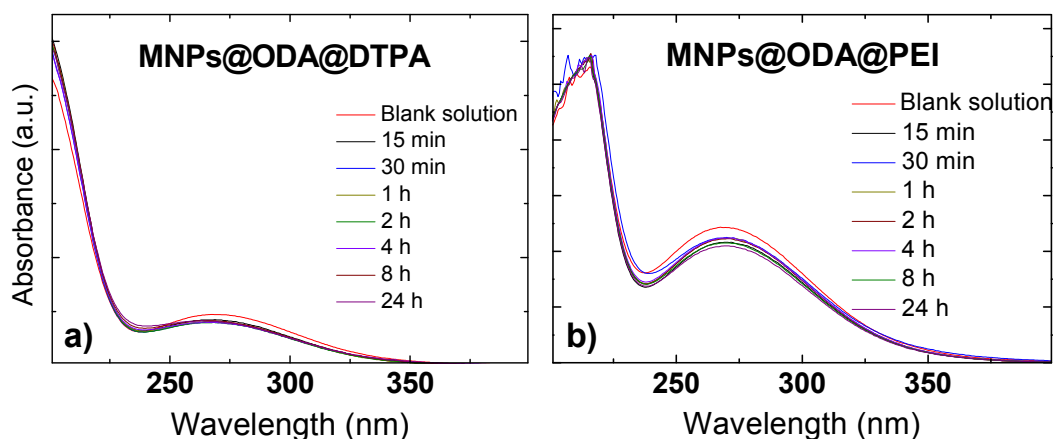 MNPs@ODA@DTPA
Blank solution
15 min
30 min
1 h
2 h
4 h
8 h
24 h
Absorbance (a.u.)
a)
250 300 350
Wavelength (nm)
MNPs@ODA@PEI
Blank solution
15 min
30 min
1 h
2 h
4 h
8 h
24 h
b)
250 300 350
Wavelength (nm)